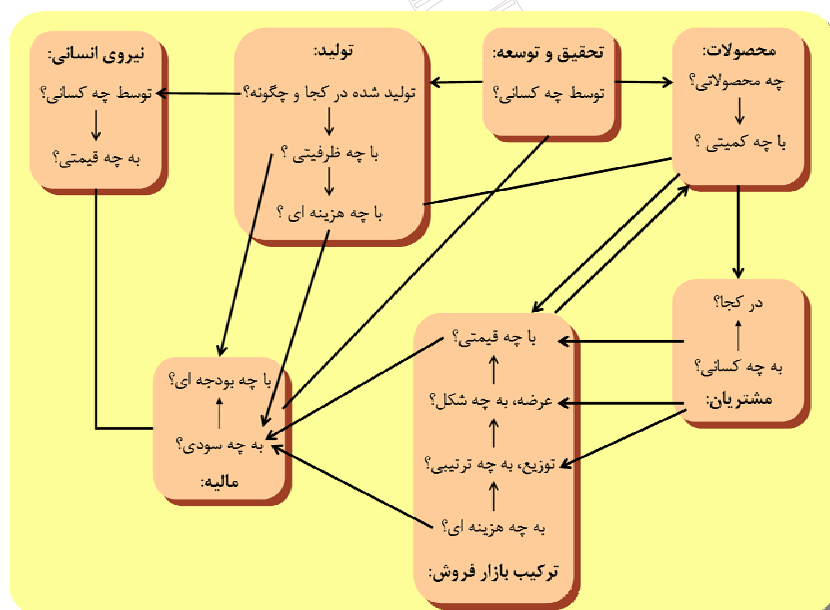 محصولات:
چه محصولاتی؟
با چه کمیتی ؟
تحقیق و توسعه:
توسط چه کسانی؟
تولید:
تولید شده در کجا و چگونه؟
با چه ظرفیتی ؟
با چه هزینه ای ؟
نیروی انسانی:
توسط چه کسانی؟
به چه قیمتی؟
در کجا؟
به چه کسانی؟
مشتریان:
با چه قیمتی؟
عرضه، به چه شکل؟
توزیع، به چه ترتیبی؟
به چه هزینه ای؟
ترکیب بازار فروش:
با چه بودجه ای؟
به چه سودی؟
مالیه: